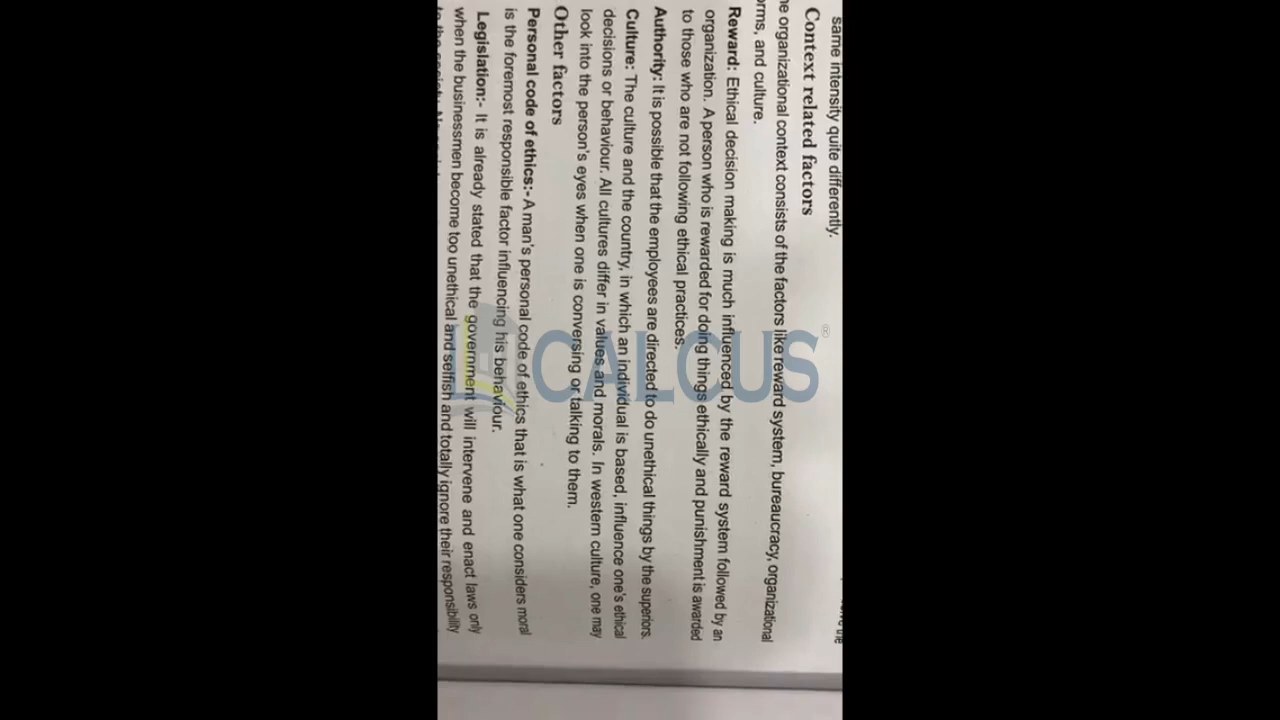 same intensity quite differently.
Context related factors
organizational context consists of the factors like reward system, bureaucracy, organizational
and culture.
Reward: Ethical decision making is much influenced by the reward system followed by an
organization. A person who is rewarded for doing things ethically and punishment is awarded
to those who are not following ethical practices.
Authority: It is possible that the employees are directed to do unethical things by the superiors.
Culture: The culture and the country, in which an individual is based, influence one's ethical
decisions or behaviour. All cultures differ in values and morals. In western culture, one may
look into the person's eyes when one is conversing or talking to them.
Other factors
Personal code of ethics:- A man's personal code of ethics that is what one considers moral
is the foremost responsible factor influencing his behaviour.
Legislation:- It is already stated that the government will intervene and enact laws only
when the businessmen become too unethical and selfish and totally ignore their responsibility
CALCUS